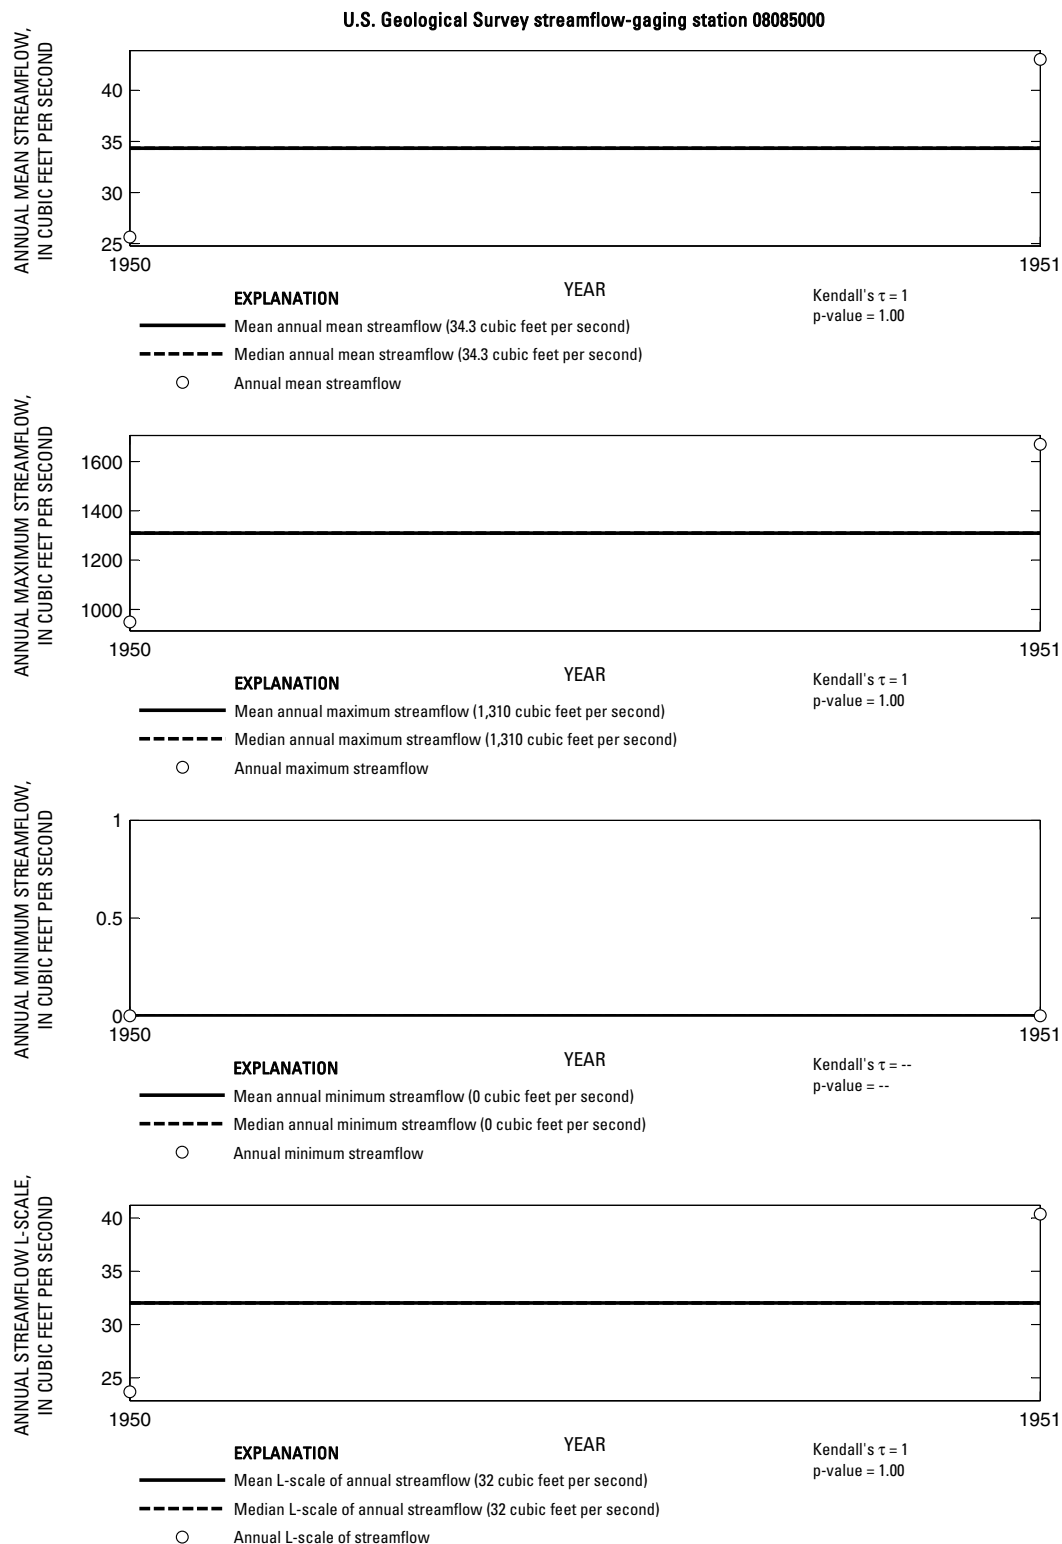 U.S. Geological Survey streamflow-gaging station 08085000
ANNUAL MEAN STREAMFLOW,
IN CUBIC FEET PER SECOND
40
35
30
25
1950
1951
YEAR
Kendall's τ = 1
p-value = 1.00
EXPLANATION
Mean annual mean streamflow (34.3 cubic feet per second)
Median annual mean streamflow (34.3 cubic feet per second)
Annual mean streamflow
ANNUAL MAXIMUM STREAMFLOW,
IN CUBIC FEET PER SECOND
1600
1400
1200
1000
1950
1951
YEAR
Kendall's τ = 1
p-value = 1.00
EXPLANATION
Mean annual maximum streamflow (1,310 cubic feet per second)
Median annual maximum streamflow (1,310 cubic feet per second)
Annual maximum streamflow
ANNUAL MINIMUM STREAMFLOW,
IN CUBIC FEET PER SECOND
1
0.5
0
1950
1951
YEAR
Kendall's τ = --
p-value = --
EXPLANATION
Mean annual minimum streamflow (0 cubic feet per second)
Median annual minimum streamflow (0 cubic feet per second)
Annual minimum streamflow
ANNUAL STREAMFLOW L-SCALE,
IN CUBIC FEET PER SECOND
40
35
30
25
1950
1951
YEAR
Kendall's τ = 1
p-value = 1.00
EXPLANATION
Mean L-scale of annual streamflow (32 cubic feet per second)
Median L-scale of annual streamflow (32 cubic feet per second)
Annual L-scale of streamflow